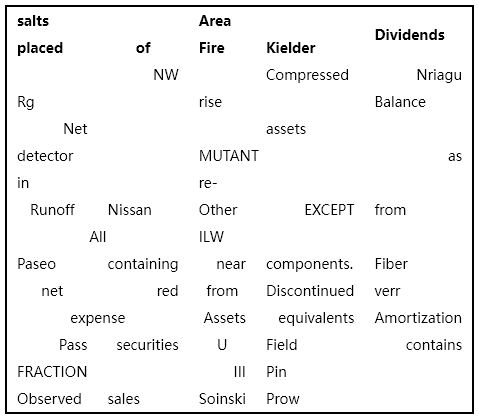 salts Area Dividends
placed of Fire Kielder
NW Compressed Nriagu
Rg rise Balance
Net assets
detector MUTANT as
in re-
Runoff Nissan Other EXCEPT from
All ILW
Paseo containing near components. Fiber
net red from Discontinued verr
expense Assets equivalents Amortization
Pass securities U Field contains
FRACTION III Pin
Observed sales Soinski Prow